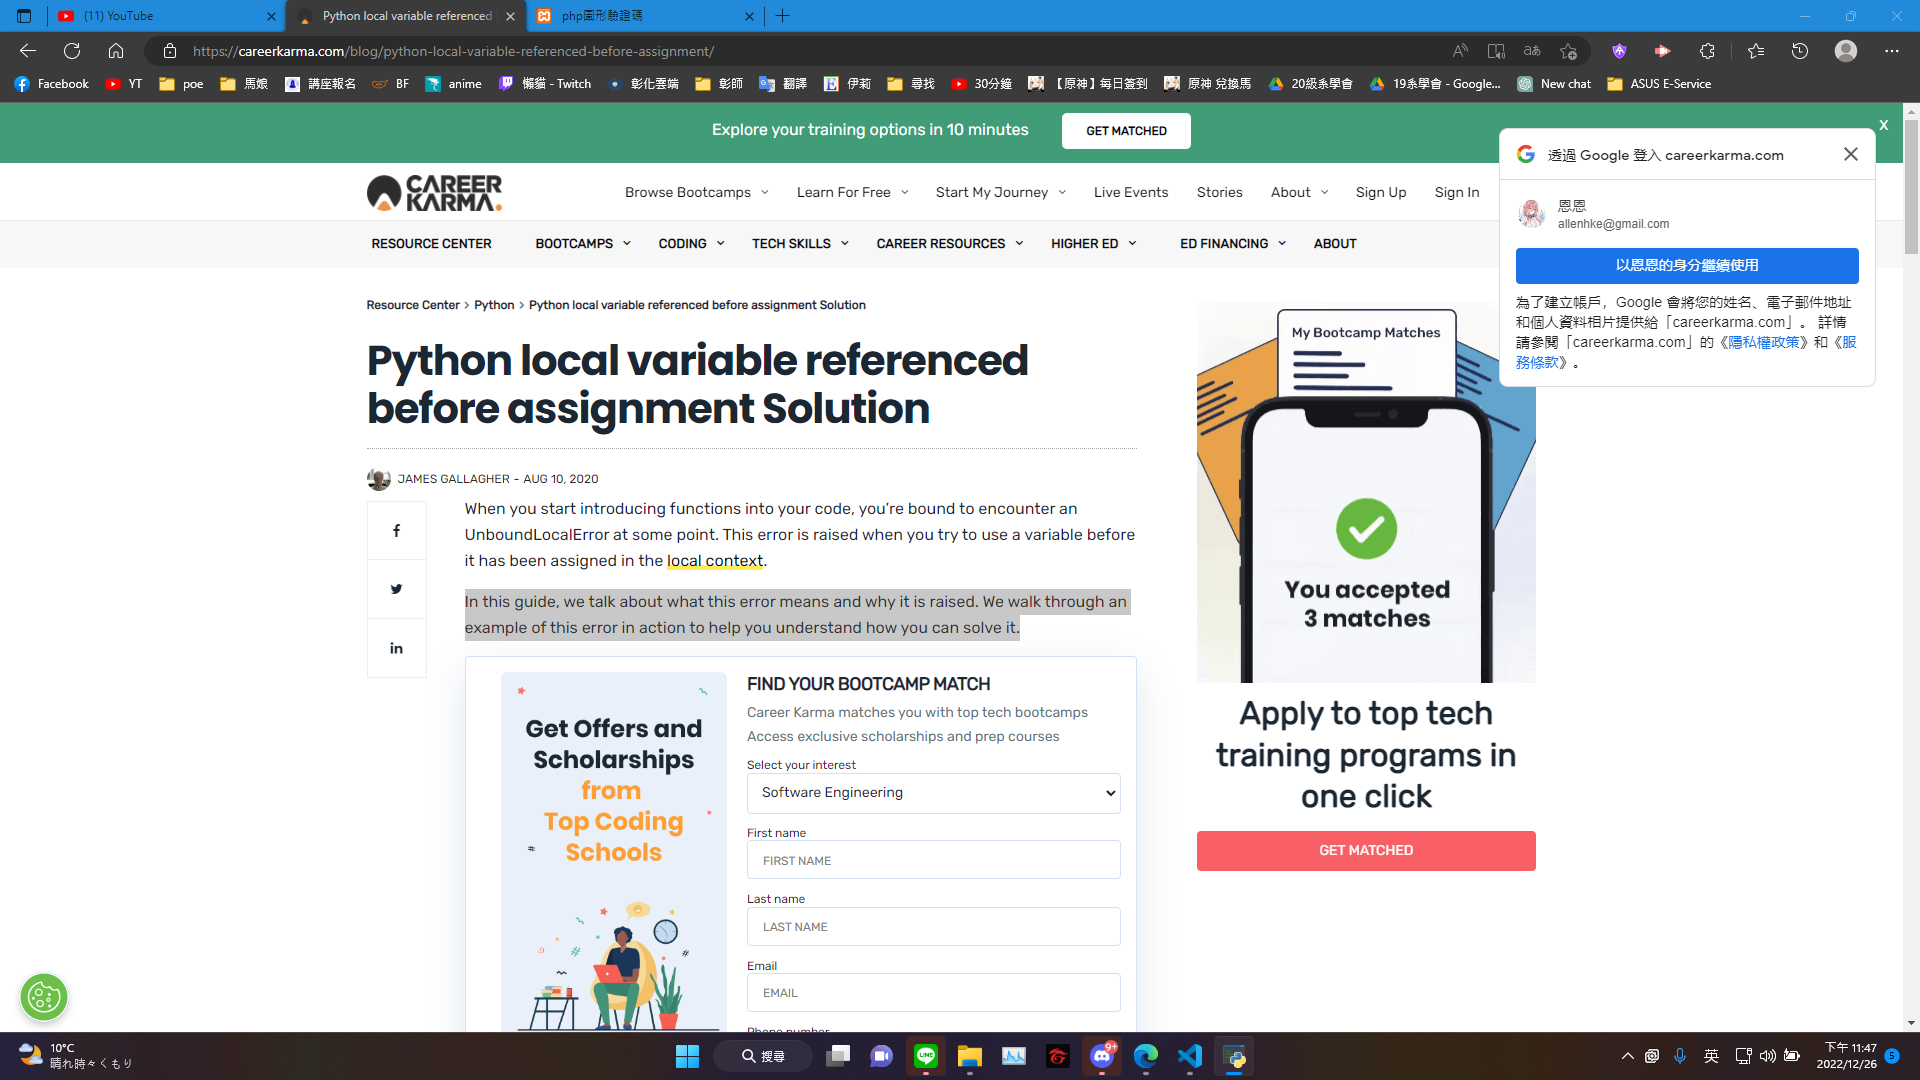 (11) YouTube
Python local variable referenced
php圖形驗證碼
https://careerkarma.com/blog/python-local-variable-referenced-before-assignment/
Facebook
YT
poe
馬娘
講座報名
BF
anime
懶貓 - Twitch
彰化雲端
彰師
翻譯
伊莉
尋找
30分鐘
【原神】每日簽到
原神 兌換馬
20級系學會
19系學會 - Google...
New chat
ASUS E-Service
Explore your training options in 10 minutes
GET MATCHED
X
CAREER
KARMA.
Browse Bootcamps
Learn For Free
Start My Journey
Live Events
Stories
About
Sign Up
Sign In
RESOURCE CENTER
BOOTCAMPS
CODING
TECH SKILLS
CAREER RESOURCES
HIGHER ED
ED FINANCING
ABOUT
透過 Google 登入 careerkarma.com
恩恩
allenhke@gmail.com
以恩恩的身分繼續使用
為了建立帳戶，Google 會將您的姓名、電子郵件地址
和個人資料相片提供給「careerkarma.com」。 詳情
請參閱「careerkarma.com」的《隱私權政策》和《服
務條款》。
Resource Center > Python > Python local variable referenced before assignment Solution
Python local variable referenced
before assignment Solution
JAMES GALLAGHER - AUG 10, 2020
When you start introducing functions into your code, you’re bound to encounter an
UnboundLocalError at some point. This error is raised when you try to use a variable before
it has been assigned in the local context.
In this guide, we talk about what this error means and why it is raised. We walk through an
example of this error in action to help you understand how you can solve it.
Get Offers and
Scholarships
from
Top Coding
Schools
FIND YOUR BOOTCAMP MATCH
Career Karma matches you with top tech bootcamps
Access exclusive scholarships and prep courses
Select your interest
Software Engineering
First name
FIRST NAME
Last name
LAST NAME
Email
EMAIL
Phone number
My Bootcamp Matches
You accepted
3 matches
Apply to top tech
training programs in
one click
GET MATCHED
10°C
晴れ時々くもり
搜尋
LINE
9+
英
下午 11:47
2022/12/26
5